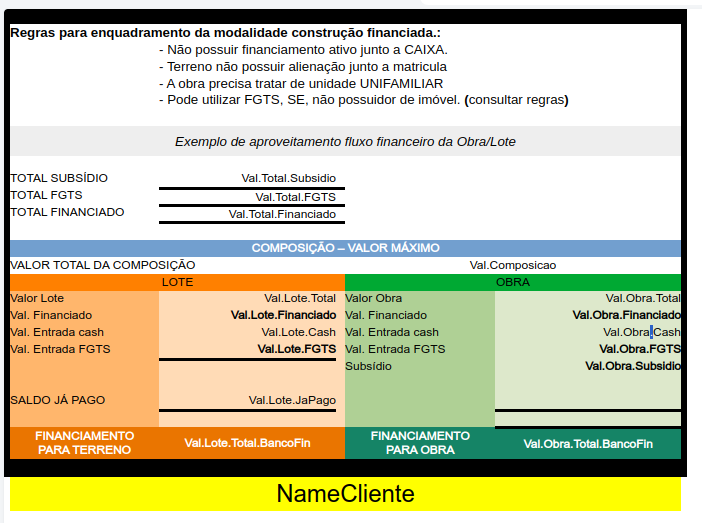 Regras para enquadramento da modalidade construção financiada.:
- Não possuir financiamento ativo junto a CAIXA.
- Terreno não possuir alienação junto a matricula
- A obra precisa tratar de unidade UNIFAMILIAR
- Pode utilizar FGTS, SE, não possuidor de imóvel. (consultar regras)
Exemplo de aproveitamento fluxo financeiro da Obra/Lote
TOTAL SUBSÍDIO Val.Total.Subsidio
TOTAL FGTS Val.Total.FGTS
TOTAL FINANCIADO Val.Total.Financiado
COMPOSIÇÃO – VALOR MÁXIMO
VALOR TOTAL DA COMPOSIÇÃO Val.Composicao
LOTE OBRA
Valor Lote Val.Lote.Total Valor Obra Val.Obra.Total
Val. Financiado Val.Lote.Financiado Val. Financiado Val.Obra.Financiado
Val. Entrada cash Val.Lote.Cash Val. Entrada cash Val.Obra.Cash
Val. Entrada FGTS Val.Lote.FGTS Val. Entrada FGTS Val.Obra.FGTS
Subsídio Val.Obra.Subsidio
SALDO JÁ PAGO Val.Lote.JaPago
FINANCIAMENTO PARA TERRENO Val.Lote.Total.BancoFin FINANCIAMENTO PARA OBRA Val.Obra.Total.BancoFin
NameCliente